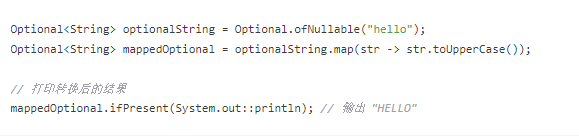 Optional<String> optionalString = Optional.ofNullable("hello");
Optional<String> mappedOptional = optionalString.map(str -> str.toUpperCase());
// 打印转换后的结果
mappedOptional.ifPresent(System.out::println); // 输出 "HELLO"